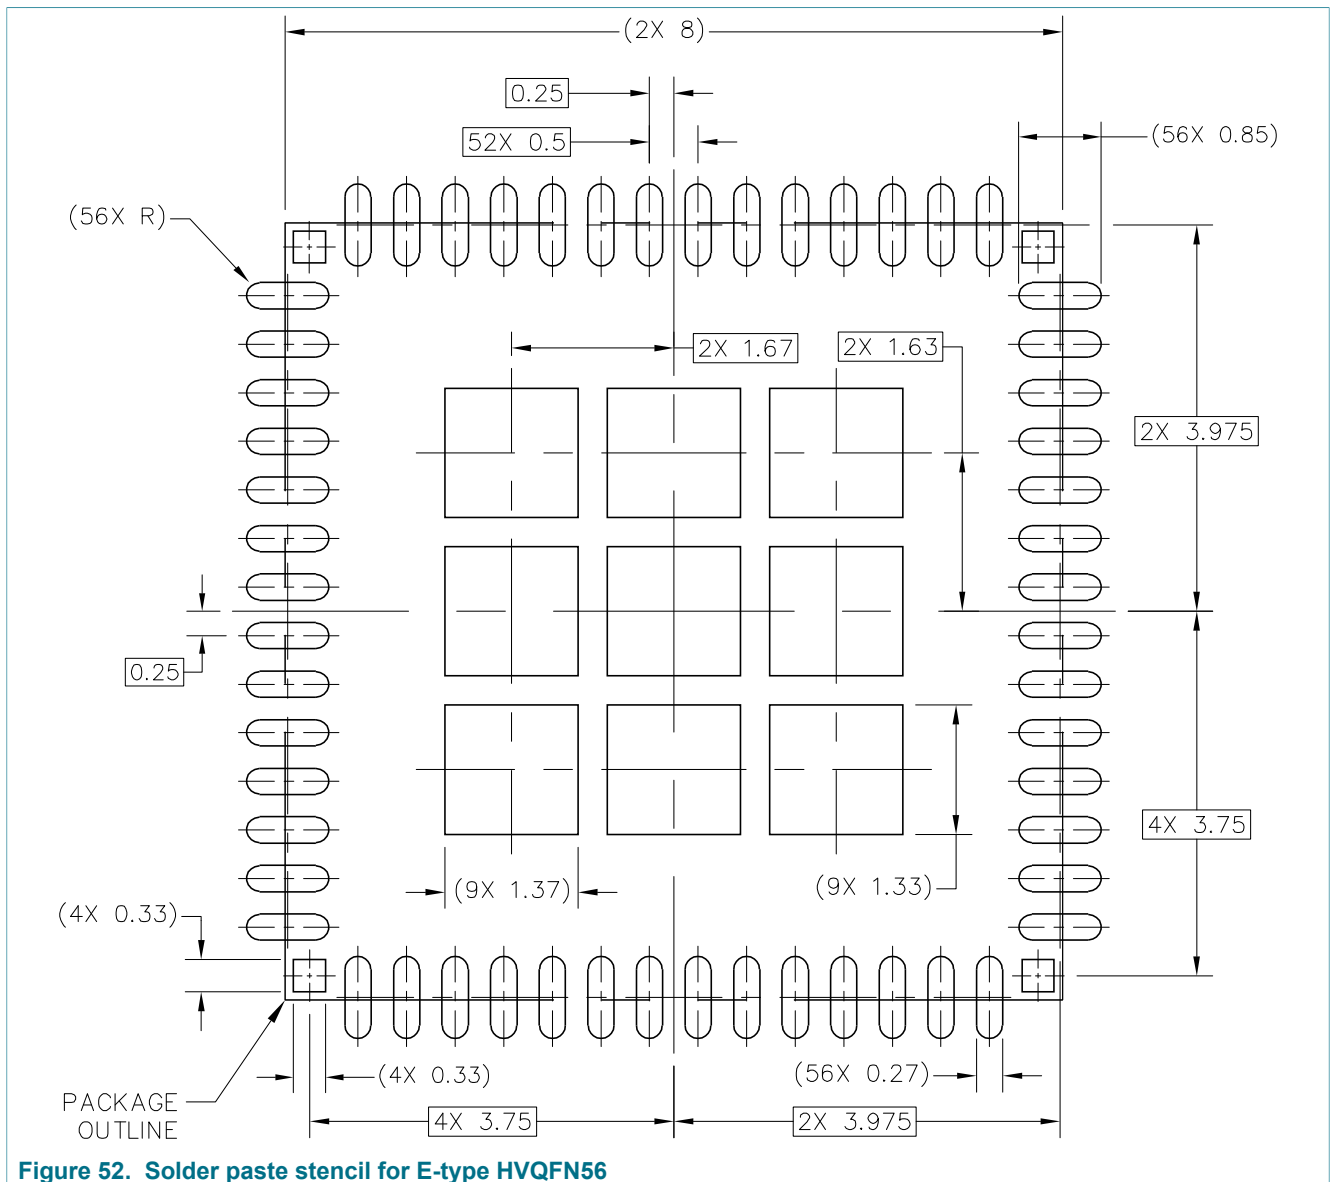 (2X 8)
0.25
52X 0.5
(56X 0.85)
(56X R)
2X 1.67
2X 1.63
2X 3.975
0.25
4X 3.75
(9X 1.37)
(9X 1.33)
(4X 0.33)
(4X 0.33)
(56X 0.27)
PACKAGE
OUTLINE
4X 3.75
2X 3.975
Figure 52. Solder paste stencil for E-type HVQFN56